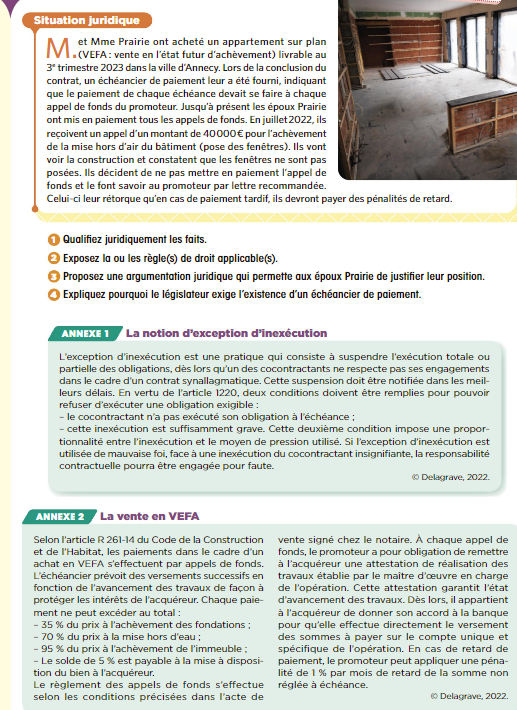 Situation juridique
M. et Mme Prairie ont acheté un appartement sur plan
(VEFA : vente en l'état futur d'achèvement) livrable au
3e trimestre 2023 dans la ville d'Annecy. Lors de la conclusion du
contrat, un échéancier de paiement leur a été fourni, indiquant
que le paiement de chaque échéance devait se faire à chaque
appel de fonds du promoteur. Jusqu'à présent les époux Prairie
ont mis en paiement tous les appels de fonds. En juillet 2022, ils
reçoivent un appel d'un montant de 40 000 € pour l'achèvement
de la mise hors d'air du bâtiment (pose des fenêtres). Ils vont
voir la construction et constatent que les fenêtres ne sont pas
posées. Ils décident de ne pas mettre en paiement l'appel de
fonds et le font savoir au promoteur par lettre recommandée.
Celui-ci leur rétorque qu'en cas de paiement tardif, ils devront payer des pénalités de retard.
1 Qualifiez juridiquement les faits.
2 Exposez la ou les règle(s) de droit applicable(s).
3 Proposez une argumentation juridique qui permette aux époux Prairie de justifier leur position.
4 Expliquez pourquoi le législateur exige l'existence d'un échéancier de paiement.
ANNEXE 1 La notion d'exception d'inexécution
L'exception d'inexécution est une pratique qui consiste à suspendre l'exécution totale ou
partielle des obligations, dès lors qu'un des cocontractants ne respecte pas ses engagements
dans le cadre d'un contrat synallagmatique. Cette suspension doit être notifiée dans les meil-
leurs délais. En vertu de l'article 1220, deux conditions doivent être remplies pour pouvoir
refuser d'exécuter une obligation exigible :
– le cocontractant n'a pas exécuté son obligation à l'échéance ;
– cette inexécution est suffisamment grave. Cette deuxième condition impose une propor-
tionnalité entre l'inexécution et le moyen de pression utilisé. Si l'exception d'inexécution est
utilisée de mauvaise foi, face à une inexécution du cocontractant insignifiante, la responsabilité
contractuelle pourra être engagée pour faute.
© Delagrave, 2022.
ANNEXE 2 La vente en VEFA
Selon l'article R 261-14 du Code de la Construction
et de l'Habitat, les paiements dans le cadre d'un
achat en VEFA s'effectuent par appels de fonds.
L'échéancier prévoit des versements successifs en
fonction de l'avancement des travaux de façon à
protéger les intérêts de l'acquéreur. Chaque paie-
ment ne peut excéder au total :
– 35 % du prix à l'achèvement des fondations ;
– 70 % du prix à la mise hors d'eau ;
– 95 % du prix à l'achèvement de l'immeuble ;
– Le solde de 5 % est payable à la mise à disposi-
tion du bien à l'acquéreur.
Le règlement des appels de fonds s'effectue
selon les conditions précisées dans l'acte de
vente signé chez le notaire. À chaque appel de
fonds, le promoteur a pour obligation de remettre
à l'acquéreur une attestation de réalisation des
travaux établie par le maître d'œuvre en charge
de l'opération. Cette attestation garantit l'état
d'avancement des travaux. Dès lors, il appartient
à l'acquéreur de donner son accord à la banque
pour qu'elle effectue directement le versement
des sommes à payer sur le compte unique et
spécifique de l'opération. En cas de retard de
paiement, le promoteur peut appliquer une péna-
lité de 1 % par mois de retard de la somme non
réglée à échéance.
© Delagrave, 2022.